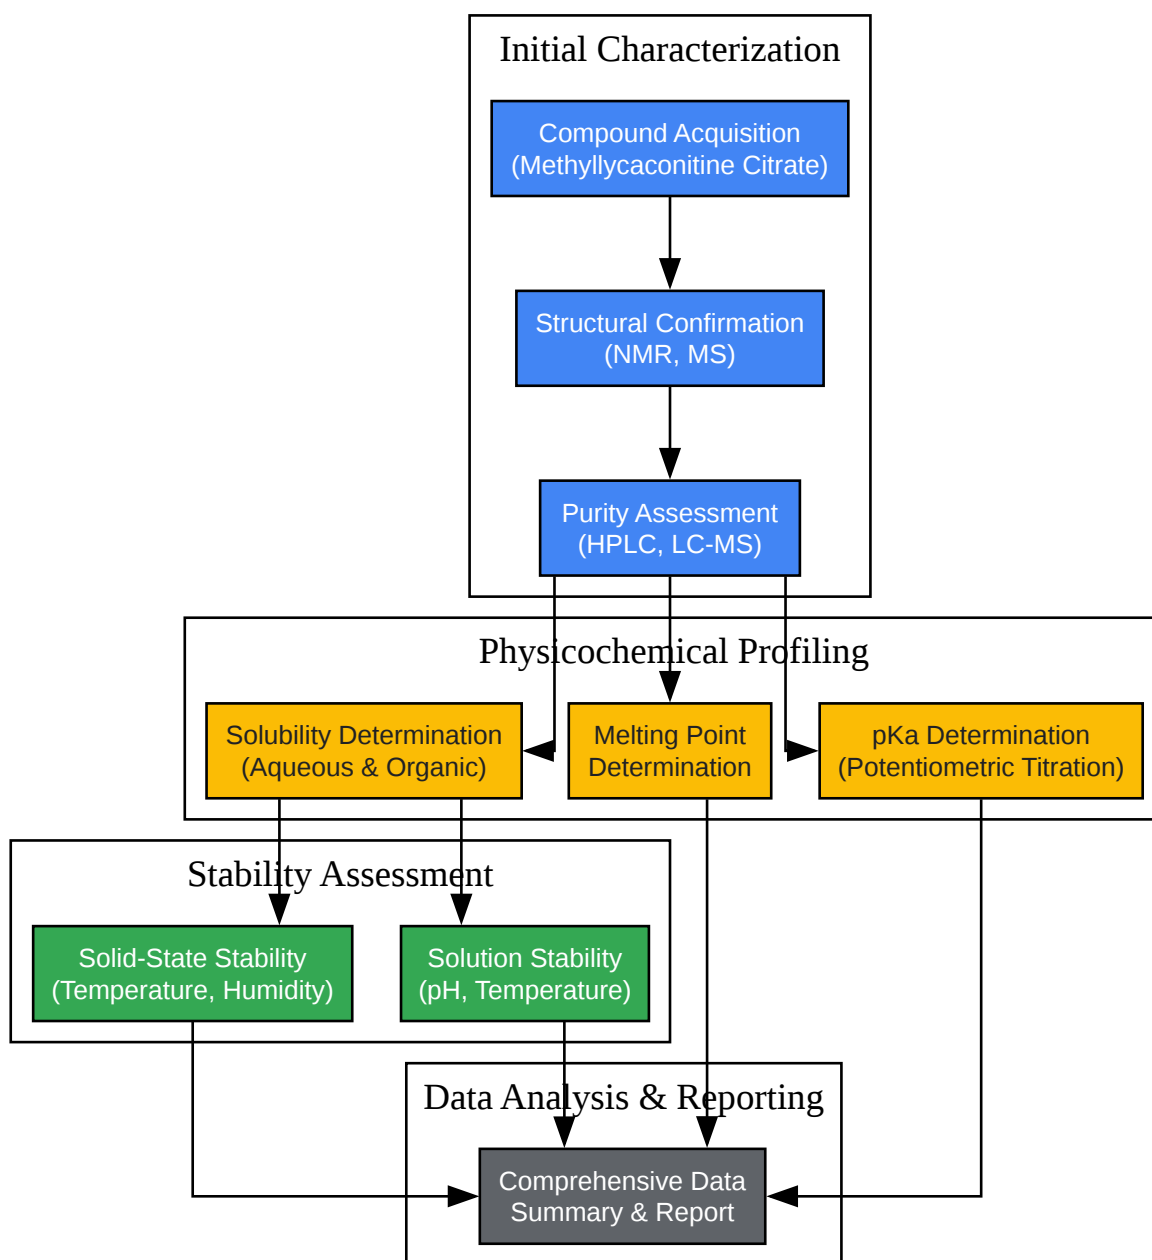 Initial Characterization
Compound Acquisition
(Methyllycaconitine Citrate)
Structural Confirmation
(NMR, MS)
Purity Assessment
(HPLC, LC-MS)
Physicochemical Profiling
Solubility Determination
(Aqueous & Organic)
Melting Point
Determination
pKa Determination
(Potentiometric Titration)
Stability Assessment
Solid-State Stability
(Temperature, Humidity)
Solution Stability
(pH, Temperature)
Data Analysis & Reporting
Comprehensive Data
Summary & Report